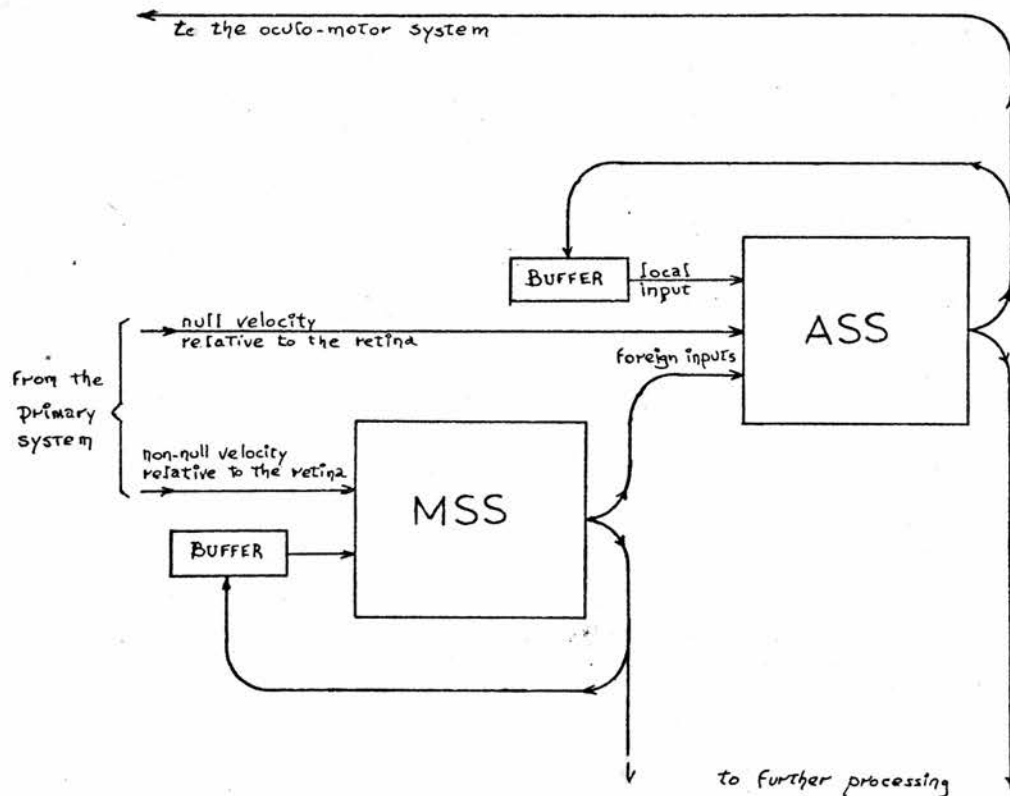 to the oculo-motor system
BUFFER
local
input
ASS
null velocity
relative to the retina
foreign inputs
from the
primary
system
non-null velocity
relative to the retina
MSS
BUFFER
to further processing